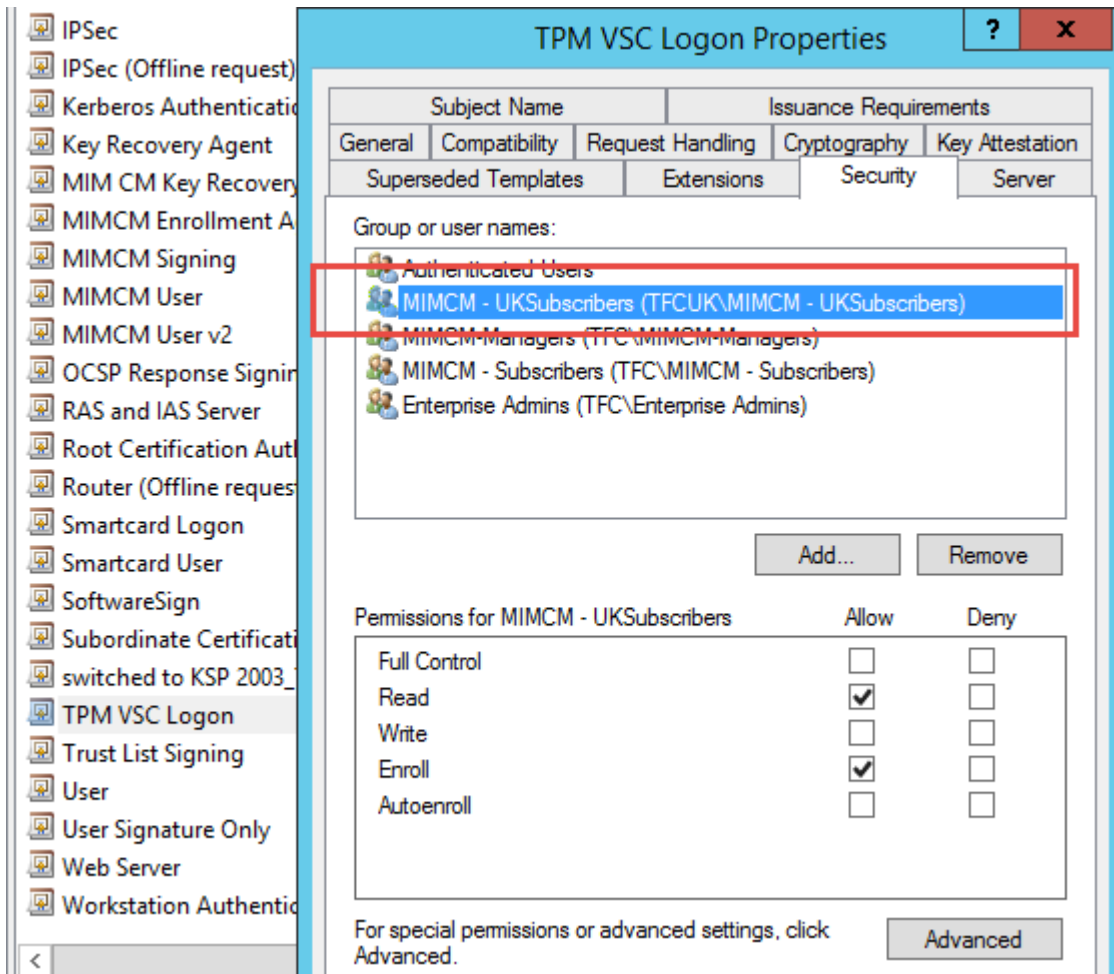 IPSec
IPSec (Offline request)
Kerberos Authenticatio
Key Recovery Agent
MIM CM Key Recovery
MIMCM Enrollment A
MIMCM Signing
MIMCM User
MIMCM User v2
OCSP Response Signin
RAS and IAS Server
Root Certification Auth
Router (Offline request
Smartcard Logon
Smartcard User
SoftwareSign
Subordinate Certificati
switched to KSP 2003_
TPM VSC Logon
Trust List Signing
User
User Signature Only
Web Server
Workstation Authentic
<
TPM VSC Logon Properties
?
x
Subject Name Issuance Requirements
General Compatibility Request Handling Cryptography Key Attestation
Superseded Templates Extensions Security Server
Group or user names:
Authenticated Users
MIMCM - UKSubscribers (TFCUK\MIMCM - UKSubscribers)
MIMCM-Managers (TFC\MIMCM-Managers)
MIMCM - Subscribers (TFC\MIMCM - Subscribers)
Enterprise Admins (TFC\Enterprise Admins)
Add... Remove
Permissions for MIMCM - UKSubscribers Allow Deny
Full Control
Read
Write
Enroll
Autoenroll
For special permissions or advanced settings, click
Advanced.
Advanced